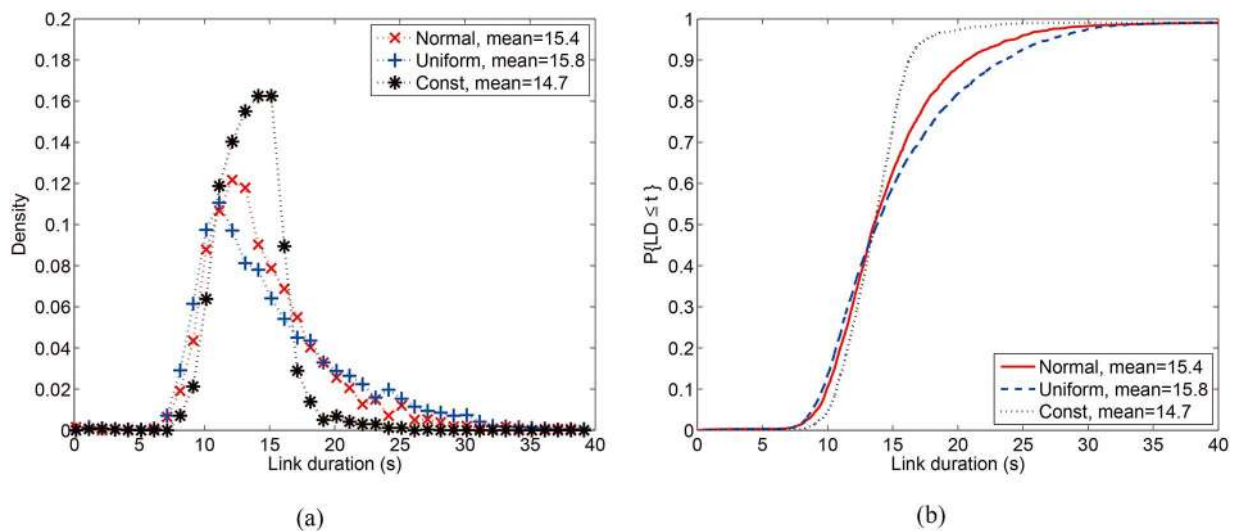 0.2
0.18
0.16
0.14
0.12
0.1
0.08
0.06
0.04
0.02
0
Density
Normal, mean=15.4
Uniform, mean=15.8
Const, mean=14.7
0 5 10 15 20 25 30 35 40
Link duration (s)
(a)
1
0.9
0.8
0.7
0.6
0.5
0.4
0.3
0.2
0.1
0
P{LD ≤ t }
Normal, mean=15.4
Uniform, mean=15.8
Const, mean=14.7
0 5 10 15 20 25 30 35 40
Link duration (s)
(b)